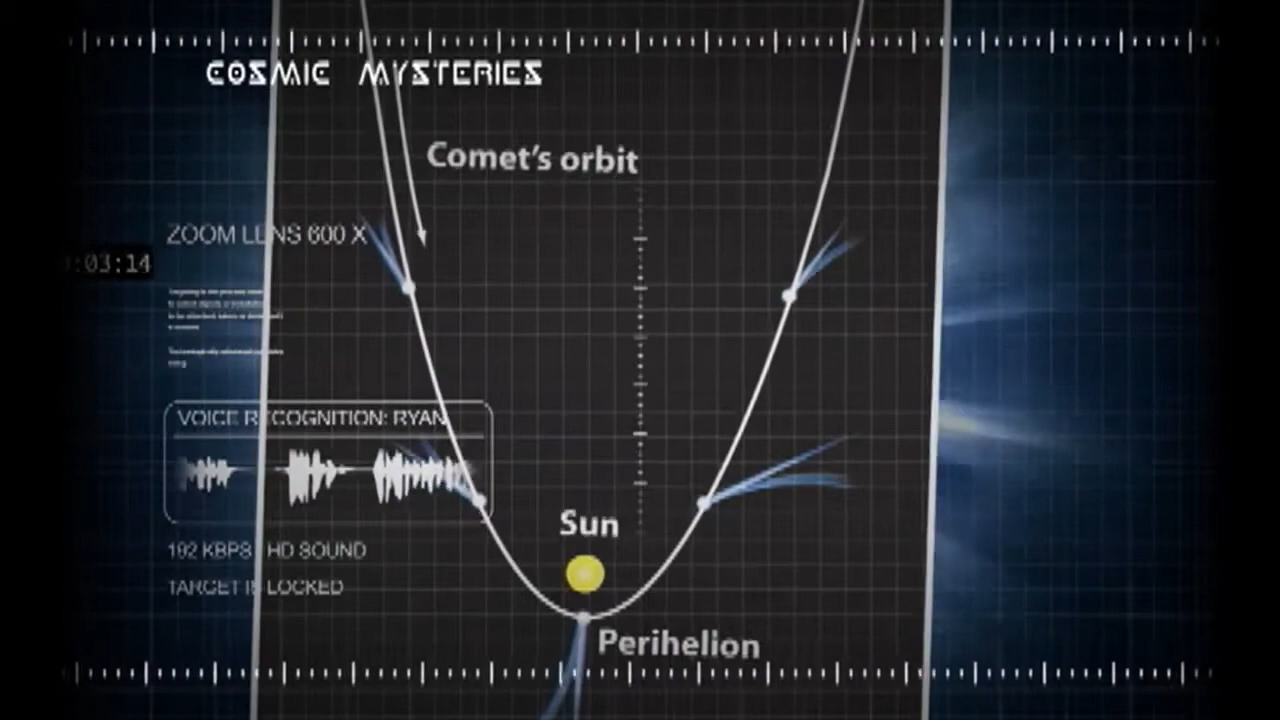 COSMIC MYSTERIES
Comet's orbit
ZOOM LENS 600 X
:03:14
VOICE RECOGNITION: RYAN
Sun
192 KBPS HD SOUND
TARGET IS LOCKED
Perihelion